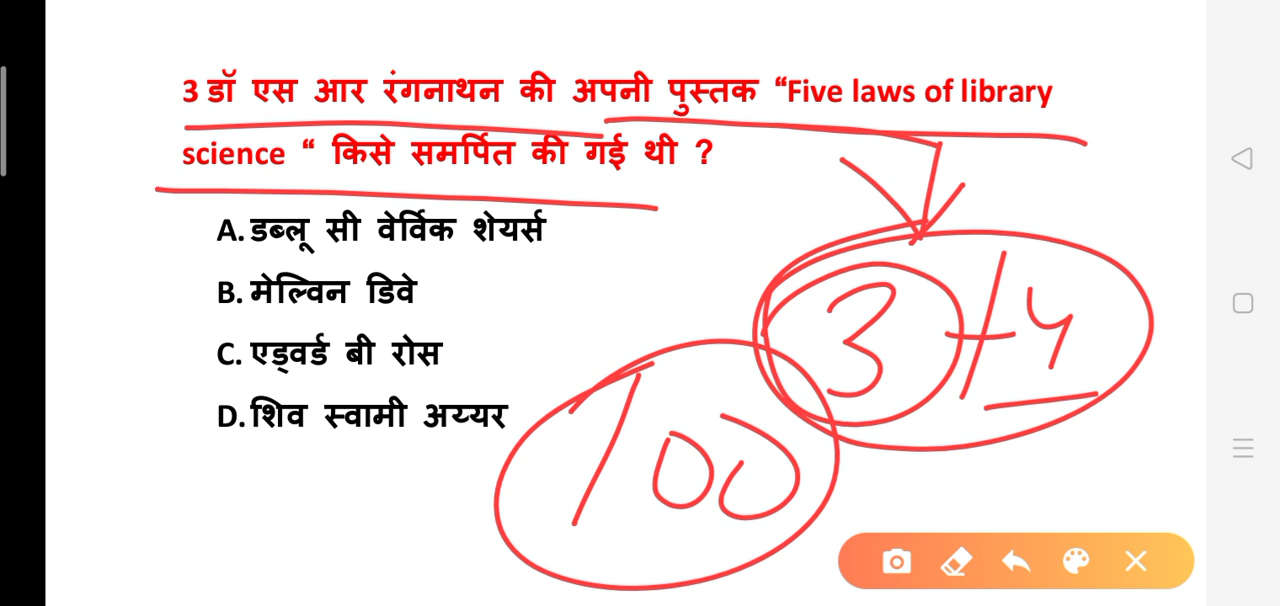 3 डॉ एस आर रंगनाथन की अपनी पुस्तक “Five laws of library
science “ किसे समर्पित की गई थी ?
A. डब्लू सी वेर्विक शेयर्स
B. मेल्विन डिवे
C. एड्वर्ड बी रोस
D. शिव स्वामी अय्यर
3 / 4
100